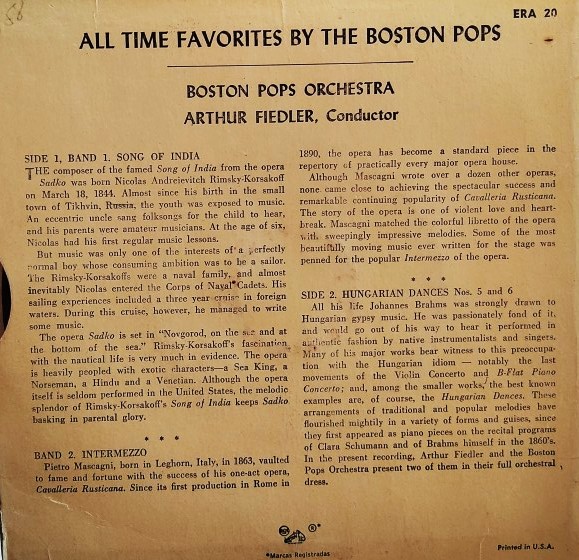 58
ERA 20
ALL TIME FAVORITES BY THE BOSTON POPS
BOSTON POPS ORCHESTRA
ARTHUR FIEDLER, Conductor
SIDE 1, BAND 1. SONG OF INDIA
THE composer of the famed Song of India from the opera
Sadko was born Nicolas Andreievitch Rimsky-Korsakoff
on March 18, 1844. Almost since his birth in the small
town of Tikhvin, Russia, the youth was exposed to music.
An eccentric uncle sang folksongs for the child to hear,
and his parents were amateur musicians. At the age of six,
Nicolas had his first regular music lessons.
But music was only one of the interests of a perfectly
normal boy whose consuming ambition was to be a sailor.
The Rimsky-Korsakoffs were a naval family, and almost
inevitably Nicolas entered the Corps of Naval Cadets. His
sailing experiences included a three year cruise in foreign
waters. During this cruise, however, he managed to write
some music.
The opera Sadko is set in "Novgorod, on the sea and at
the bottom of the sea." Rimsky-Korsakoff's fascination
with the nautical life is very much in evidence. The opera
is heavily peopled with exotic characters—a Sea King, a
Norseman, a Hindu and a Venetian. Although the opera
itself is seldom performed in the United States, the melodic
splendor of Rimsky-Korsakoff's Song of India keeps Sadko
basking in parental glory.
* * *
BAND 2. INTERMEZZO
Pietro Mascagni, born in Leghorn, Italy, in 1863, vaulted
to fame and fortune with the success of his one-act opera,
Cavalleria Rusticana. Since its first production in Rome in
1890, the opera has become a standard piece in the
repertory of practically every major opera house.
Although Mascagni wrote over a dozen other operas,
none came close to achieving the spectacular success and
remarkable continuing popularity of Cavalleria Rusticana.
The story of the opera is one of violent love and heart-
break. Mascagni matched the colorful libretto of the opera
with sweepingly impressive melodies. Some of the most
beautifully moving music ever written for the stage was
penned for the popular Intermezzo of the opera.
* * *
SIDE 2. HUNGARIAN DANCES Nos. 5 and 6
All his life Johannes Brahms was strongly drawn to
Hungarian gypsy music. He was passionately fond of it,
and would go out of his way to hear it performed in
authentic fashion by native instrumentalists and singers.
Many of his major works bear witness to this preoccupa-
tion with the Hungarian idiom — notably the last
movements of the Violin Concerto and B-Flat Piano
Concerto; and, among the smaller works, the best known
examples are, of course, the Hungarian Dances. These
arrangements of traditional and popular melodies have
flourished mightily in a variety of forms and guises, since
they first appeared as piano pieces on the recital programs
of Clara Schumann and of Brahms himself in the 1860's.
In the present recording, Arthur Fiedler and the Boston
Pops Orchestra present two of them in their full orchestral
dress.
RCA ®*
*Marcas Registradas
Printed in U.S.A.